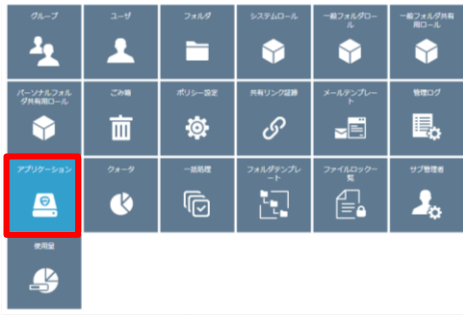 グループ
ユーザ
フォルダ
システムロール
一般フォルダロー
ル
一般フォルダ共有
用ロール
パーソナルフォル
ダ共有用ロール
ごみ箱
ポリシー設定
共有リンク証跡
メールテンプレー
ト
管理ログ
アプリケーション
クォータ
一括処理
フォルダテンプレ
ート
ファイルロック一
覧
サブ管理者
使用量